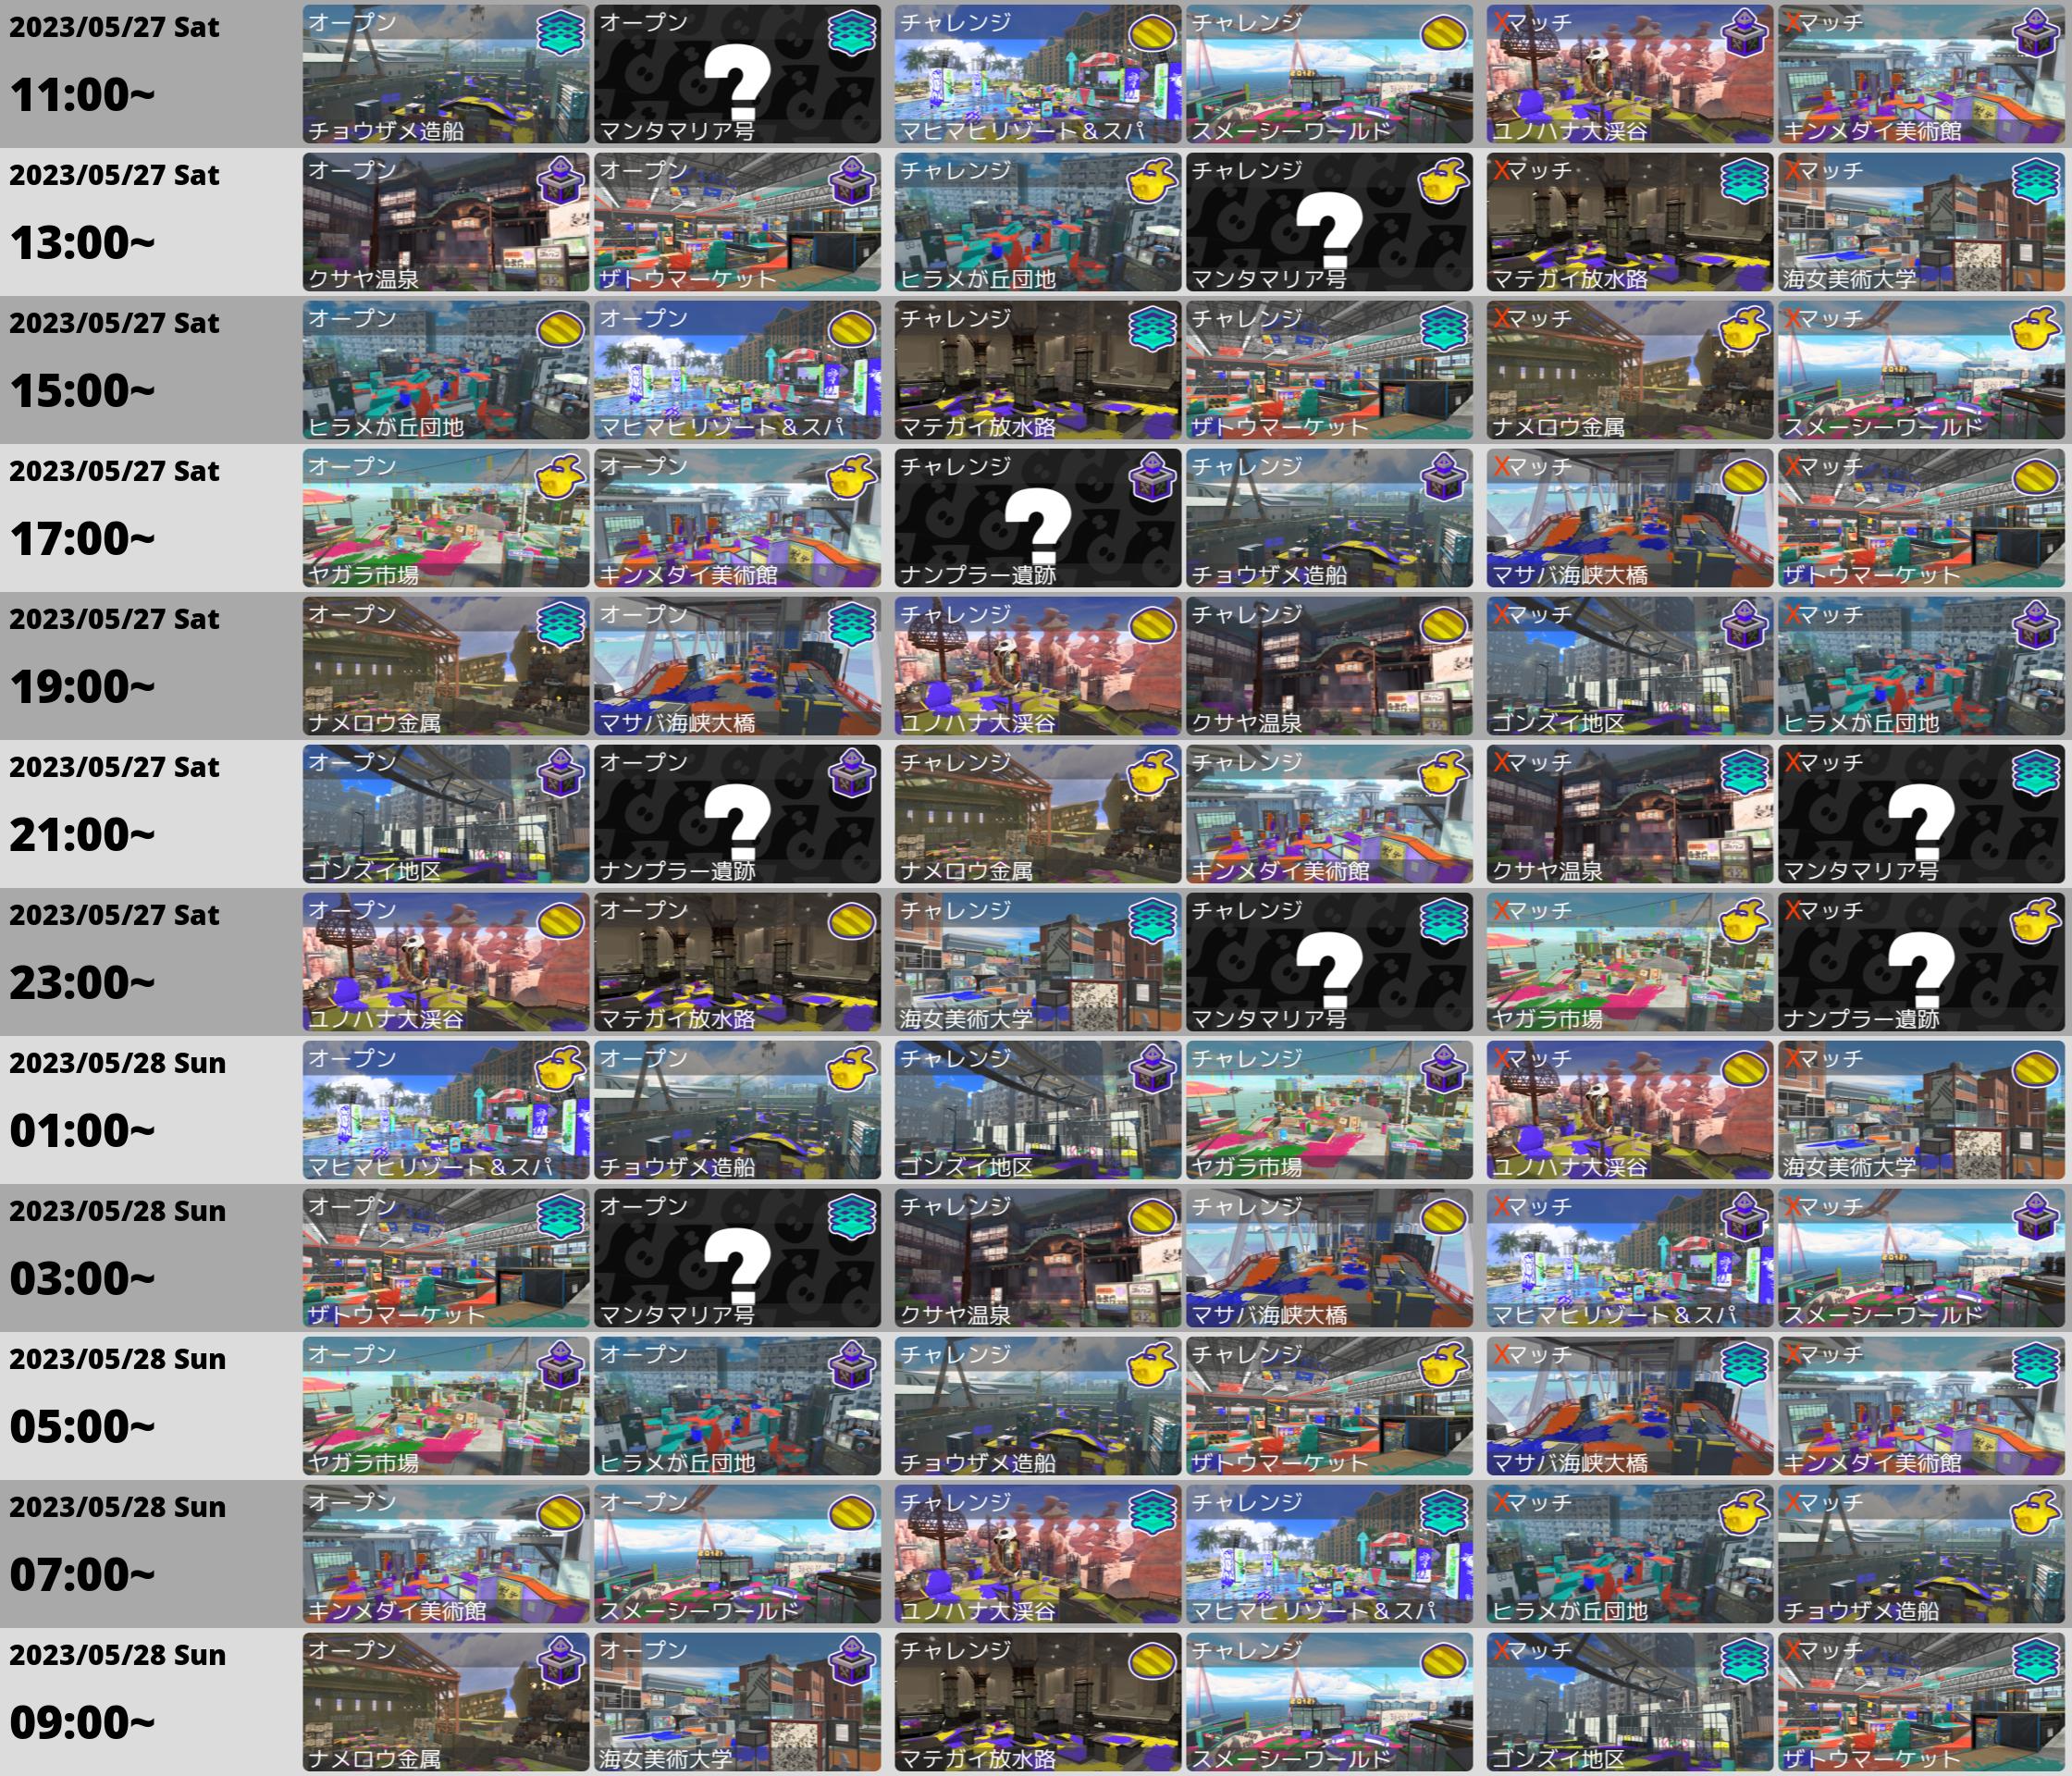 2023/05/27 Sat
11:00~
オープン オープン チャレンジ チャレンジ Xマッチ Xマッチ
チョウザメ造船 マンタマリア号 マヒマヒリゾート＆スパ スメーシーワールド ユノハナ大渓谷 キンメダイ美術館
2023/05/27 Sat
13:00~
オープン オープン チャレンジ チャレンジ Xマッチ Xマッチ
クサヤ温泉 ザトウマーケット ヒラメが丘団地 マンタマリア号 マテガイ放水路 海女美術大学
2023/05/27 Sat
15:00~
オープン オープン チャレンジ チャレンジ Xマッチ Xマッチ
ヒラメが丘団地 マヒマヒリゾート＆スパ マテガイ放水路 ザトウマーケット ナメロウ金属 スメーシーワールド
2023/05/27 Sat
17:00~
オープン オープン チャレンジ チャレンジ Xマッチ Xマッチ
ヤガラ市場 キンメダイ美術館 ナンプラー遺跡 チョウザメ造船 マサバ海峡大橋 ザトウマーケット
2023/05/27 Sat
19:00~
オープン オープン チャレンジ チャレンジ Xマッチ Xマッチ
ナメロウ金属 マサバ海峡大橋 ユノハナ大渓谷 クサヤ温泉 ゴンズイ地区 ヒラメが丘団地
2023/05/27 Sat
21:00~
オープン オープン チャレンジ チャレンジ Xマッチ Xマッチ
ゴンズイ地区 ナンプラー遺跡 ナメロウ金属 キンメダイ美術館 クサヤ温泉 マンタマリア号
2023/05/27 Sat
23:00~
オープン オープン チャレンジ チャレンジ Xマッチ Xマッチ
ユノハナ大渓谷 マテガイ放水路 海女美術大学 マンタマリア号 ヤガラ市場 ナンプラー遺跡
2023/05/28 Sun
01:00~
オープン オープン チャレンジ チャレンジ Xマッチ Xマッチ
マヒマヒリゾート＆スパ チョウザメ造船 ゴンズイ地区 ヤガラ市場 ユノハナ大渓谷 海女美術大学
2023/05/28 Sun
03:00~
オープン オープン チャレンジ チャレンジ Xマッチ Xマッチ
ザトウマーケット マンタマリア号 クサヤ温泉 マサバ海峡大橋 マヒマヒリゾート＆スパ スメーシーワールド
2023/05/28 Sun
05:00~
オープン オープン チャレンジ チャレンジ Xマッチ Xマッチ
ヤガラ市場 ヒラメが丘団地 チョウザメ造船 ザトウマーケット マサバ海峡大橋 キンメダイ美術館
2023/05/28 Sun
07:00~
オープン オープン チャレンジ チャレンジ Xマッチ Xマッチ
キンメダイ美術館 スメーシーワールド ユノハナ大渓谷 マヒマヒリゾート＆スパ ヒラメが丘団地 チョウザメ造船
2023/05/28 Sun
09:00~
オープン オープン チャレンジ チャレンジ Xマッチ Xマッチ
ナメロウ金属 海女美術大学 マテガイ放水路 スメーシーワールド ゴンズイ地区 ザトウマーケット